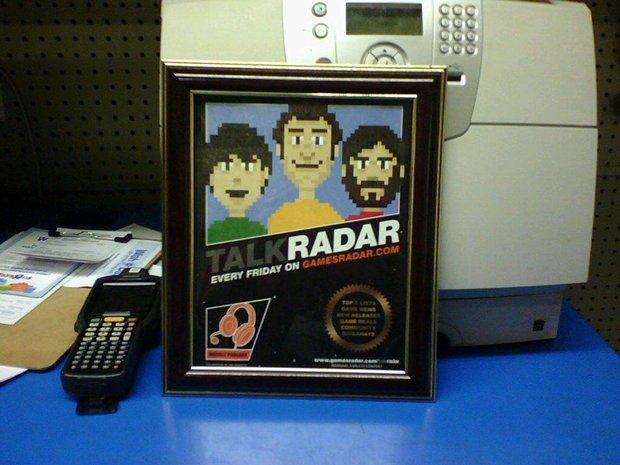 TALKRADAR
EVERY FRIDAY ON GAMESRADAR.COM
TOP 7 LISTS
GAME NEWS
NEW RELEASES
GAME DEALS
COMMUNITY
GIVEAWAYS
WEEKLY PODCAST
www.gamesradar.com/talkradar